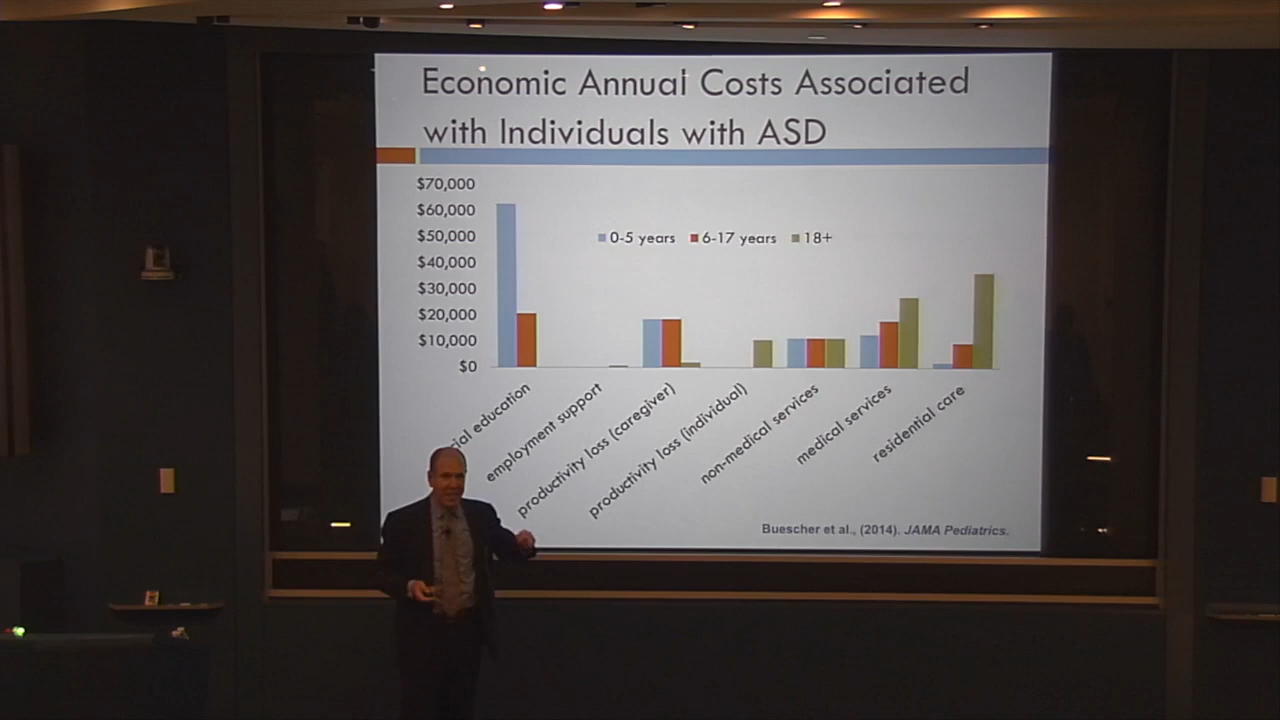 Economic Annual Costs Associated
with Individuals with ASD
$70,000
$60,000
$50,000
$40,000
$30,000
$20,000
$10,000
$0
0-5 years 6-17 years 18+
education
employment support
productivity loss (caregiver)
productivity loss (individual)
non-medical services
medical services
residential care
Buescher et al., (2014). JAMA Pediatrics.